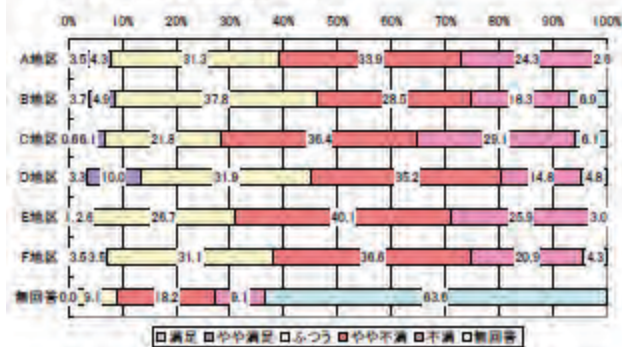 0% 10% 20% 30% 40% 50% 60% 70% 80% 90% 100%
A地区 3.5 4.3 31.3 33.9 24.3 2.6
B地区 3.7 4.9 37.8 28.5 18.3 6.9
C地区 0.6 6.1 21.8 36.4 29.1 6.1
D地区 3.3 10.0 31.9 35.2 14.8 4.8
E地区 2.6 26.7 40.1 25.9 3.0
F地区 3.5 3.5 31.1 36.6 20.9 4.3
無回答 0.0 9.1 18.2 9.1 63.6
満足 やや満足 ふつう やや不満 不満 無回答